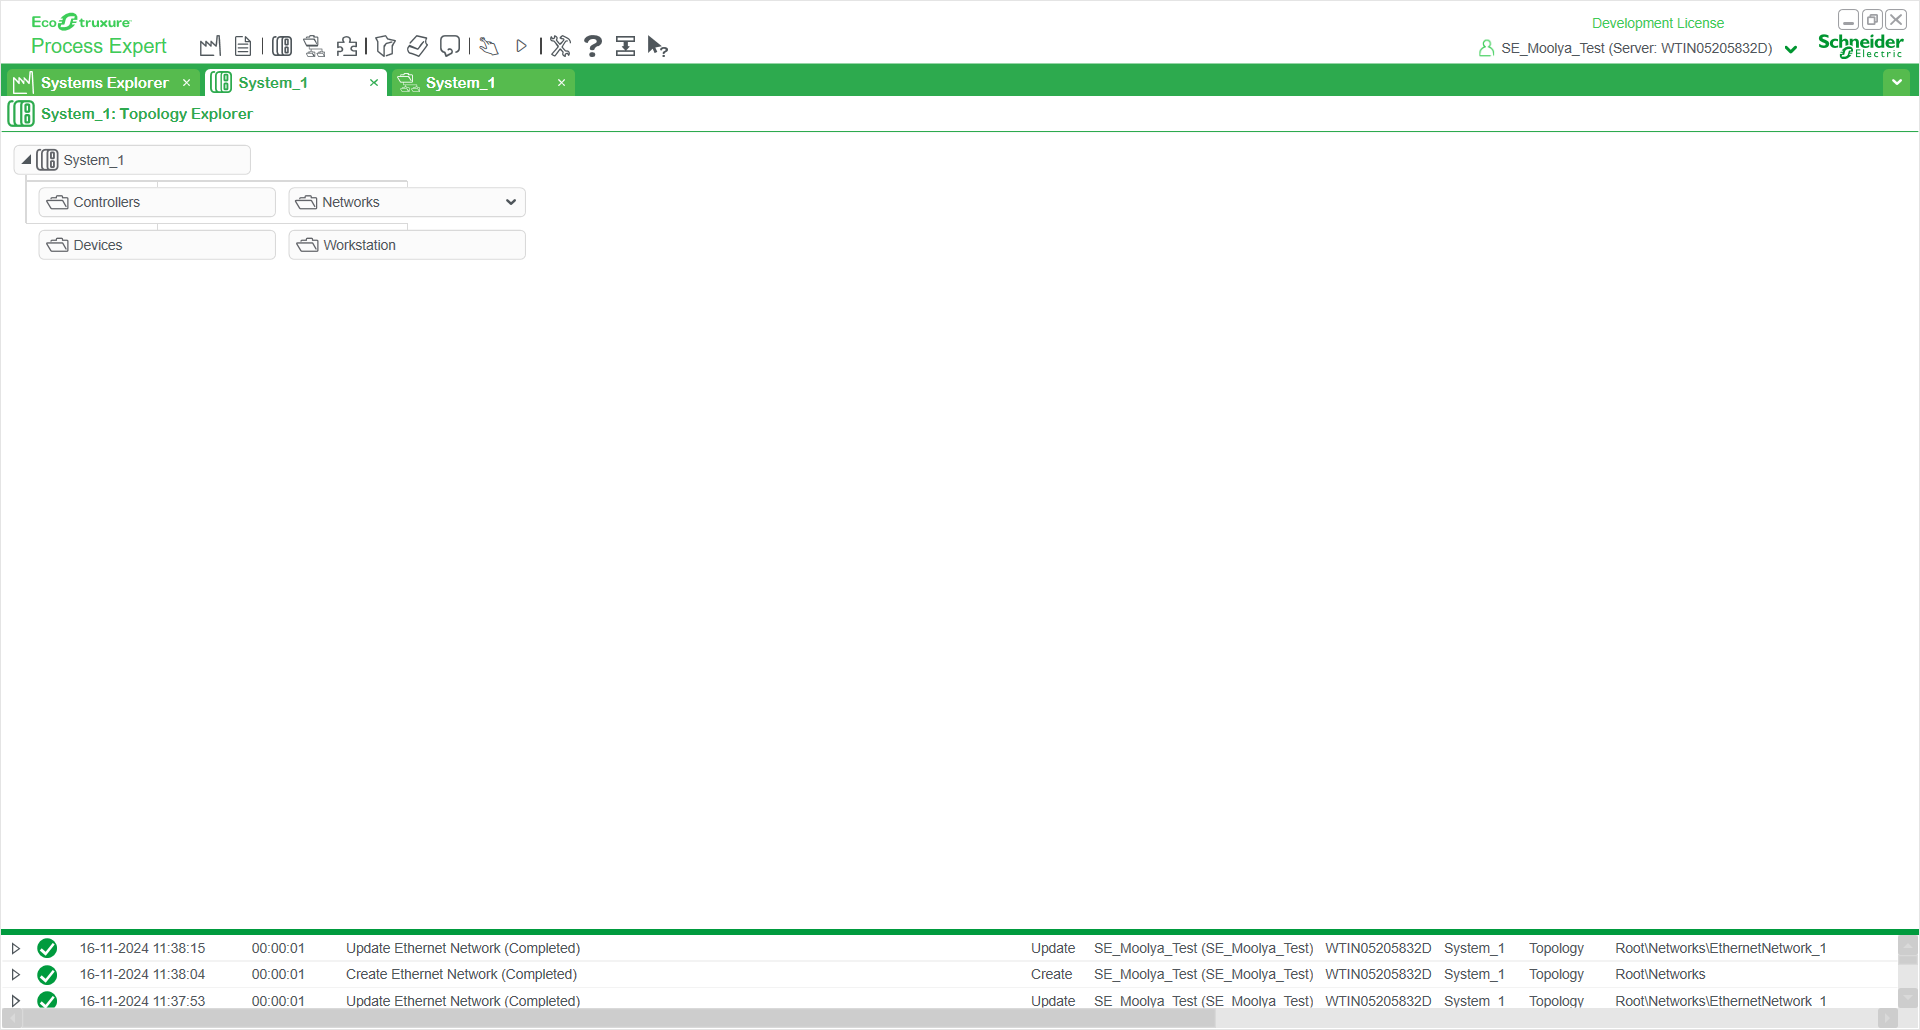 EcoStruxure
Development License
Process Expert
SE_Moolya_Test (Server: WTIN05205832D)
Schneider
Electric
Systems Explorer
System_1
System_1
System_1: Topology Explorer
System_1
Controllers
Networks
Devices
Workstation
16-11-2024 11:38:15 00:00:01 Update Ethernet Network (Completed) Update SE_Moolya_Test (SE_Moolya_Test) WTIN05205832D System_1 Topology Root\Networks\EthernetNetwork_1
16-11-2024 11:38:04 00:00:01 Create Ethernet Network (Completed) Create SE_Moolya_Test (SE_Moolya_Test) WTIN05205832D System_1 Topology Root\Networks
16-11-2024 11:37:53 00:00:01 Update Ethernet Network (Completed) Update SE_Moolya_Test (SE_Moolya_Test) WTIN05205832D System_1 Topology Root\Networks\EthernetNetwork_1